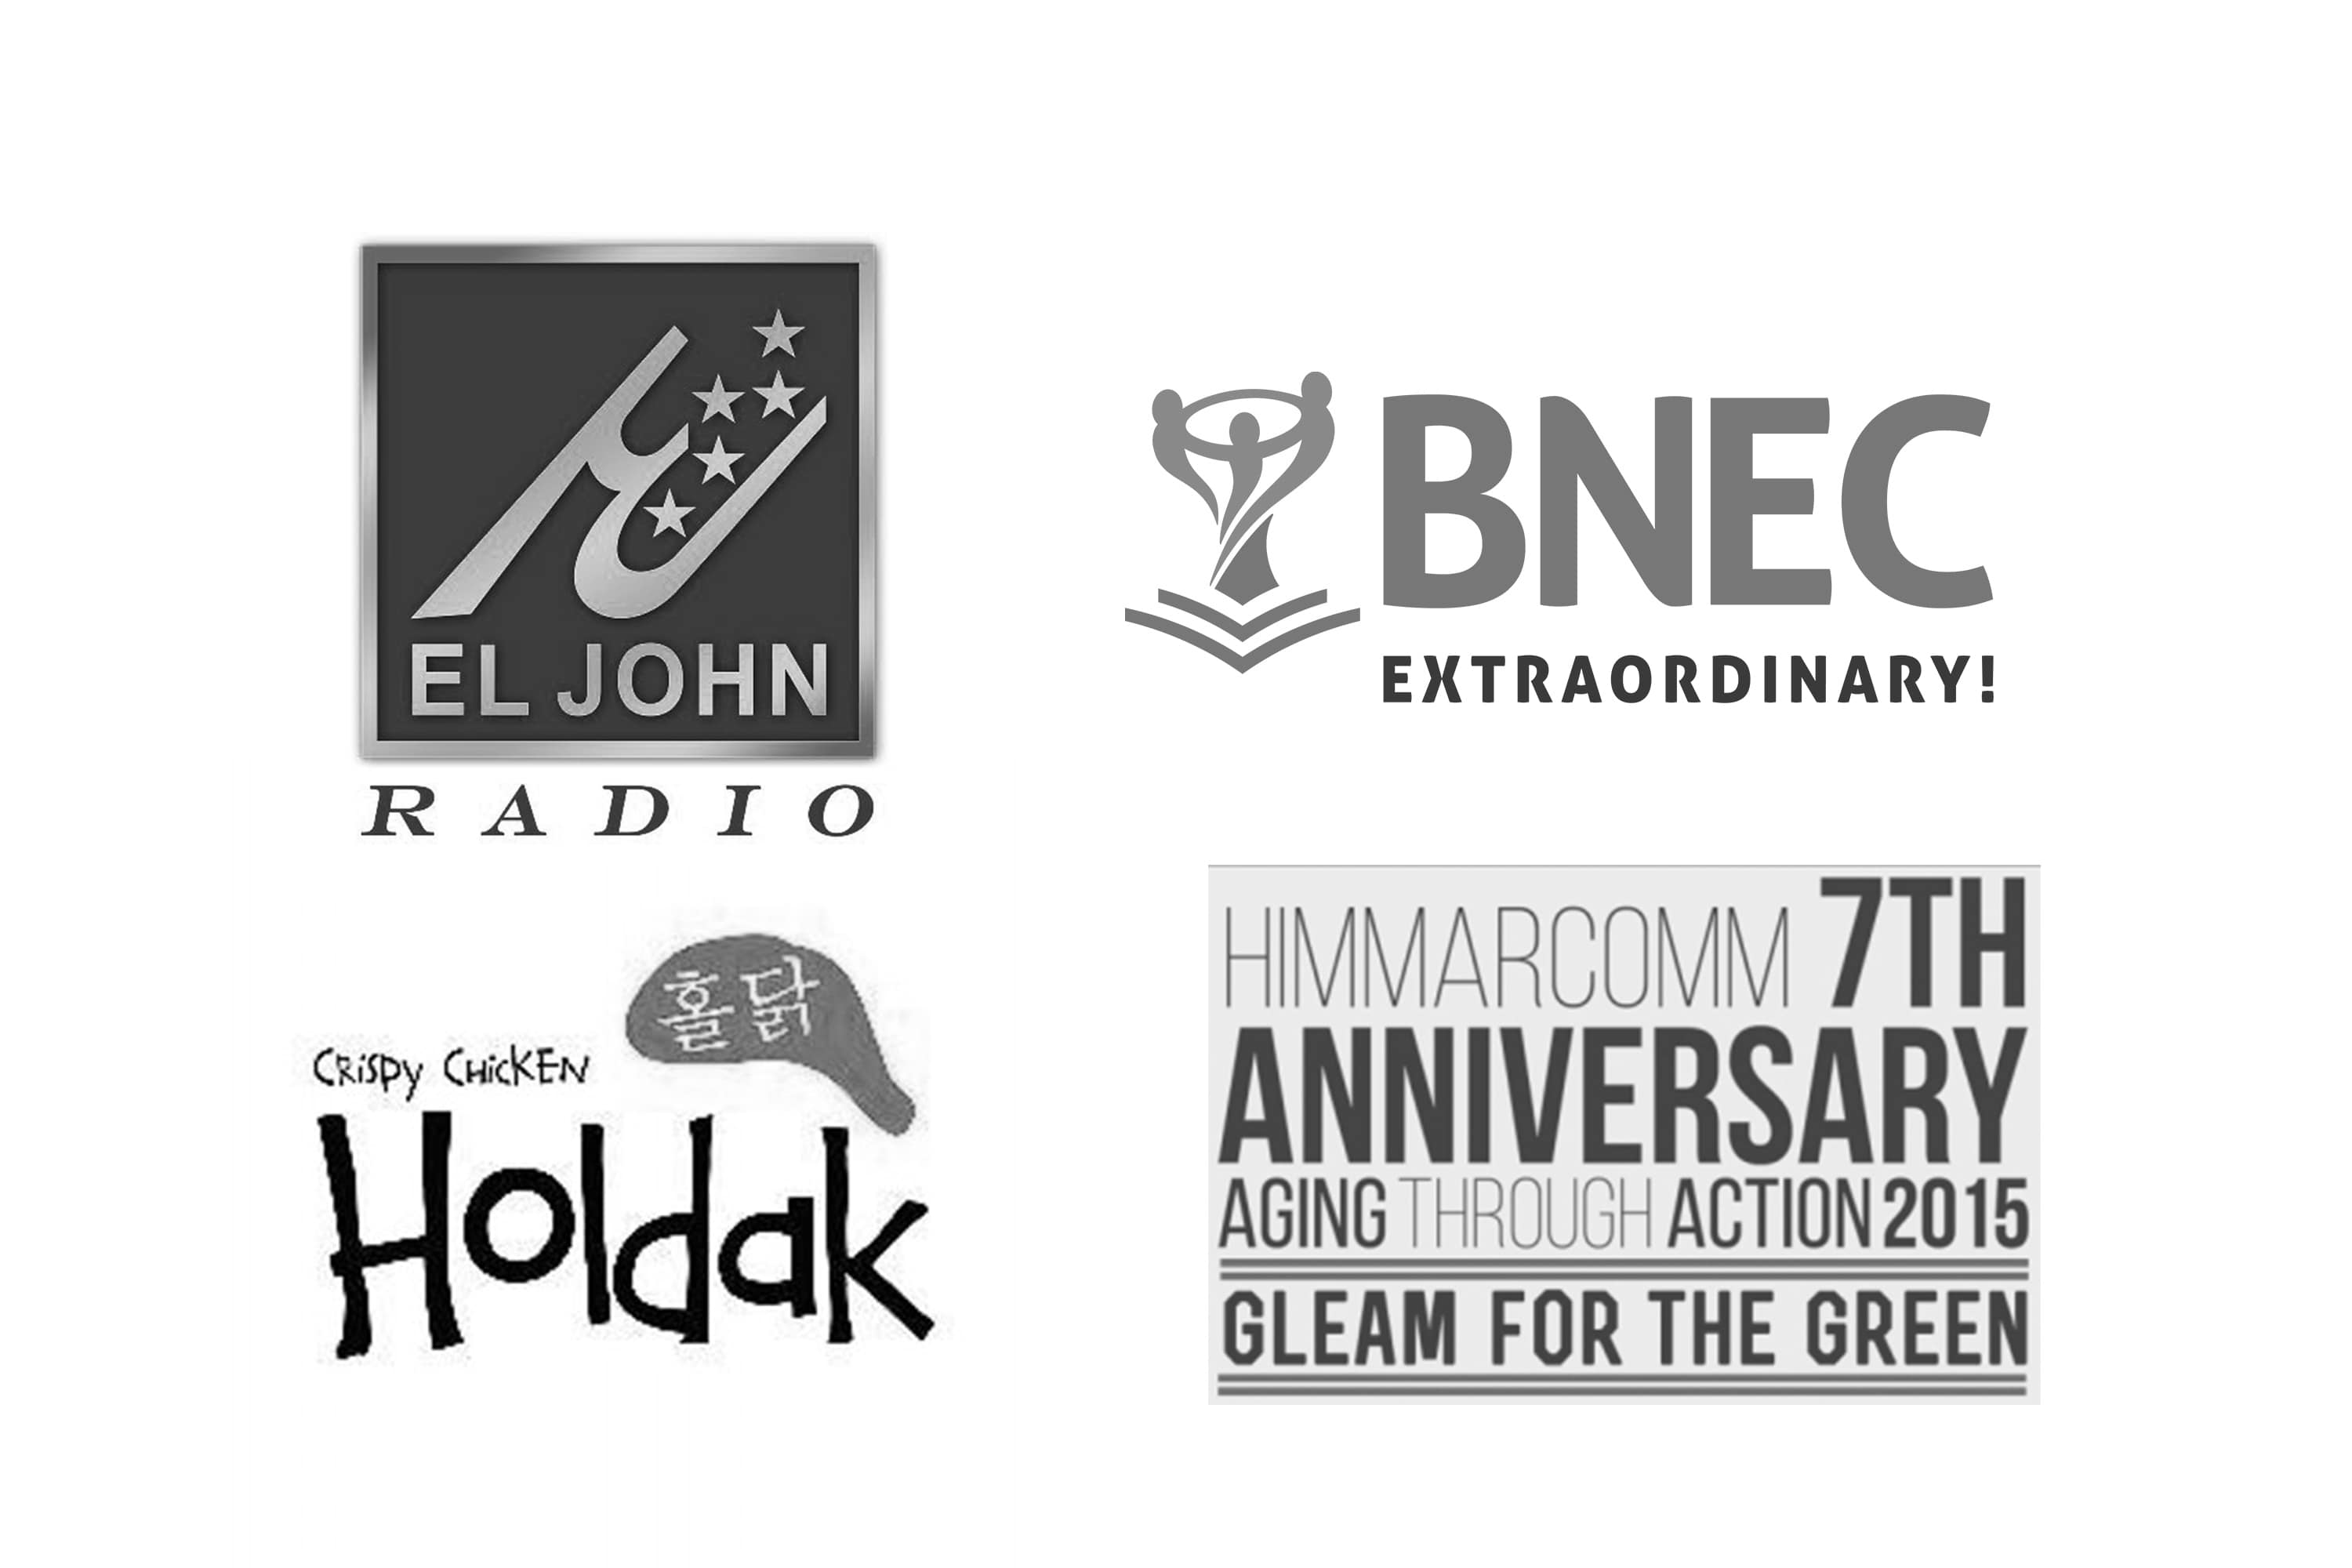 EL JOHN
RADIO
BNEC
EXTRAORDINARY!
홀닭
CRiSPY CHicKEN
Holdak
HIMMARCOMM 7TH
ANNIVERSARY
AGING THROUGH ACTION 2015
GLEAM FOR THE GREEN